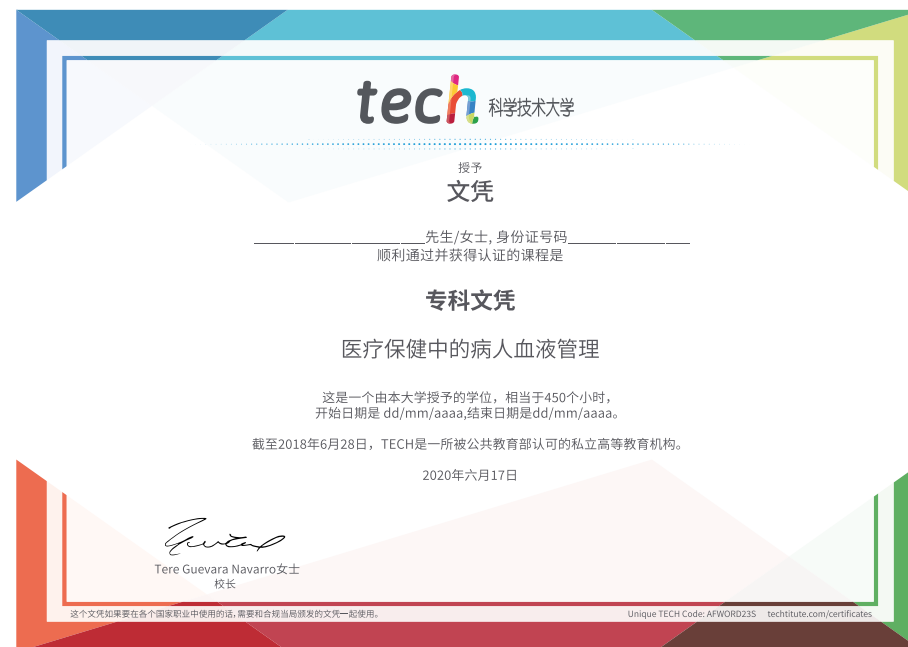 tech 科学技术大学
授予
文凭
________________________先生/女士, 身份证号码_________________
顺利通过并获得认证的课程是
专科文凭
医疗保健中的病人血液管理
这是一个由本大学授予的学位，相当于450个小时，
开始日期是 dd/mm/aaaa,结束日期是dd/mm/aaaa。
截至2018年6月28日，TECH是一所被公共教育部认可的私立高等教育机构。
2020年六月17日
Tere Guevara Navarro女士
校长
这个文凭如果要在各个国家职业中使用的话,需要和合规当局颁发的文凭一起使用。
Unique TECH Code: AFWORD23S techtitute.com/certificates